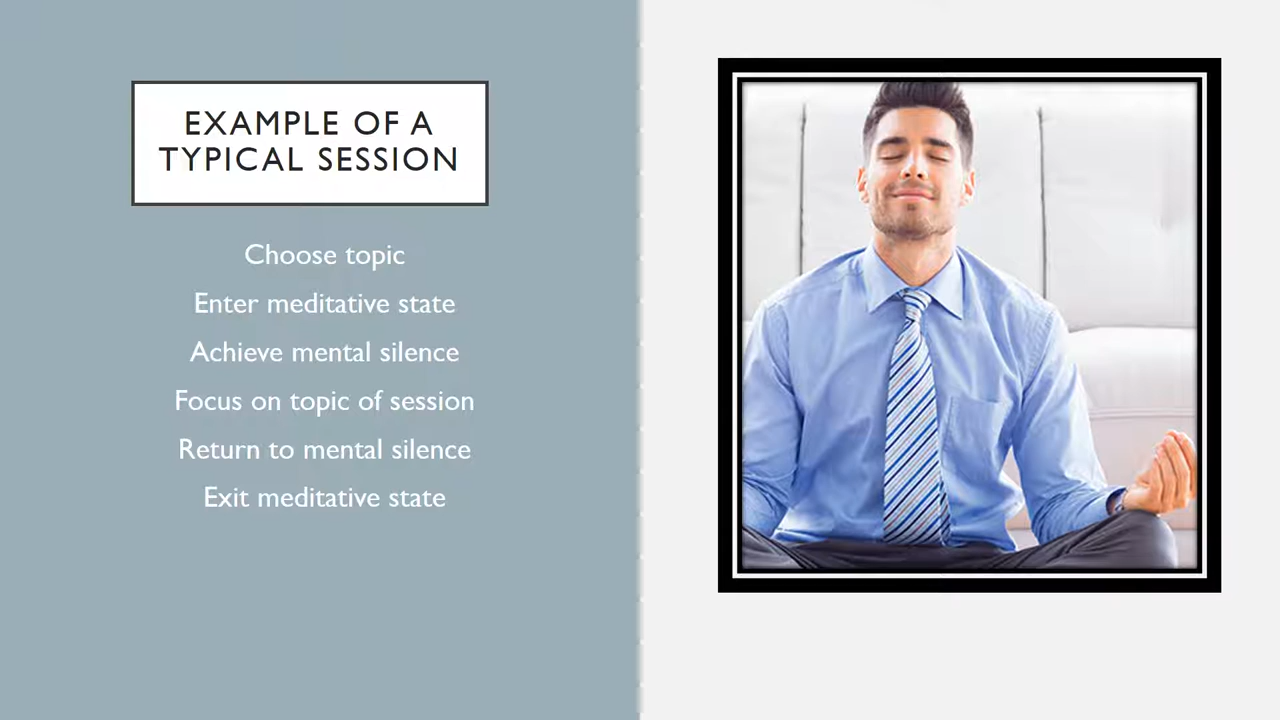 EXAMPLE OF A
TYPICAL SESSION
Choose topic
Enter meditative state
Achieve mental silence
Focus on topic of session
Return to mental silence
Exit meditative state